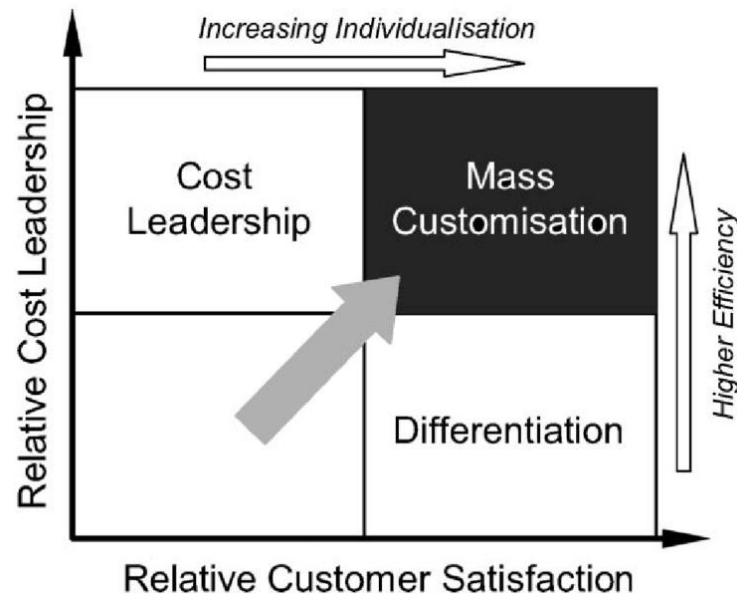 Increasing Individualisation
Relative Cost Leadership
Cost
Leadership
Mass
Customisation
Higher Efficiency
Differentiation
Relative Customer Satisfaction